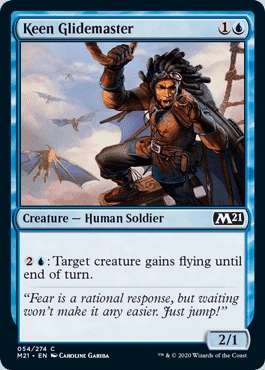 Keen Glidemaster 1
Creature — Human Soldier M21
2 : Target creature gains flying until
end of turn.
"Fear is a rational response, but waiting
won't make it any easier. Just jump!"
2/1
054/274 C
M21 • EN CAROLINE GARIBA ™ & © 2020 Wizards of the Coast